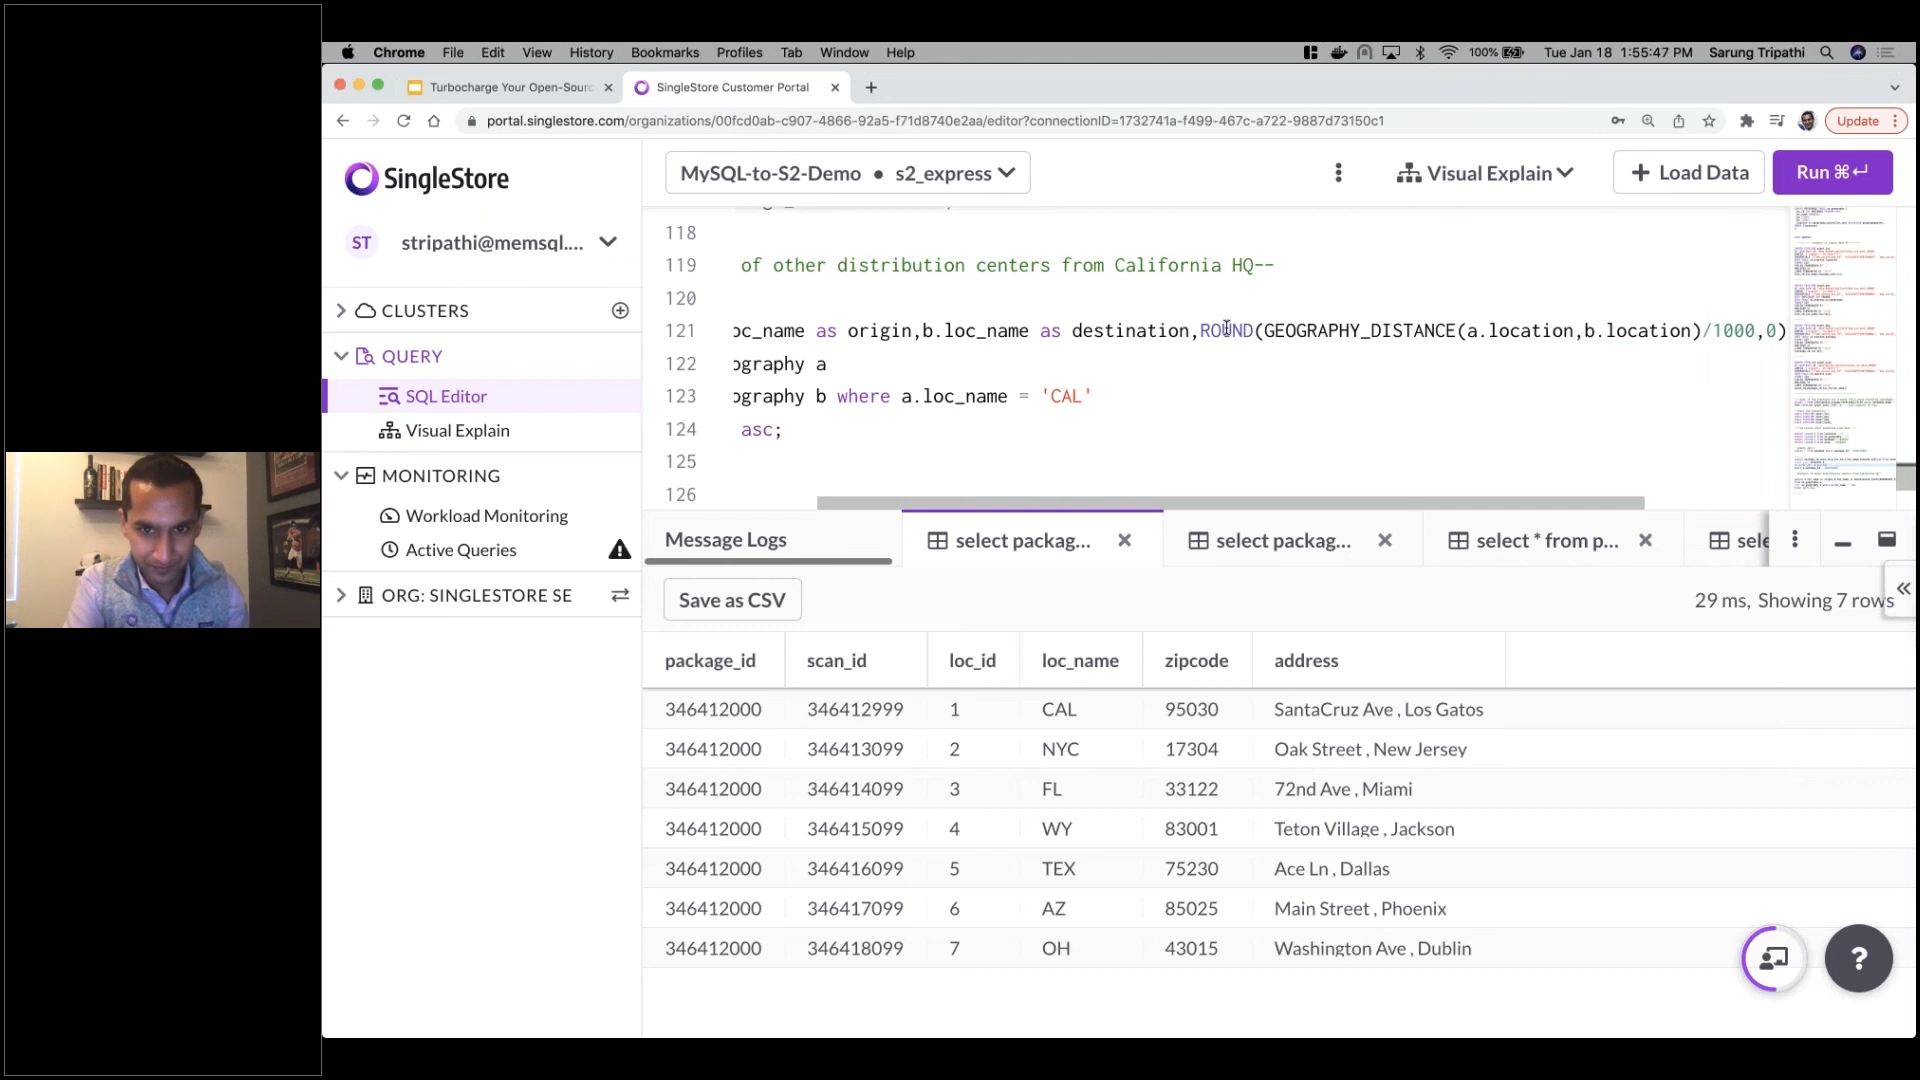 Chrome File Edit View History Bookmarks Profiles Tab Window Help 100% Tue Jan 18 1:55:47 PM Sarung Tripathi
Turbocharge Your Open-Sourc SingleStore Customer Portal
portal.singlestore.com/organizations/00fcd0ab-c907-4866-92a5-f71d8740e2aa/editor?connectionID=1732741a-f499-467c-a722-9887d73150c1 Update
SingleStore
ST stripathi@memsql....
CLUSTERS
QUERY
SQL Editor
Visual Explain
MONITORING
Workload Monitoring
Active Queries
ORG: SINGLESTORE SE
MySQL-to-S2-Demo • s2_express Visual Explain + Load Data Run ⌘↵
118
119 of other distribution centers from California HQ--
120
121 oc_name as origin,b.loc_name as destination,ROUND(GEOGRAPHY_DISTANCE(a.location,b.location)/1000,0)
122 ography a
123 ography b where a.loc_name = 'CAL'
124 asc;
125
126
Message Logs select packag... select packag... select * from p... sele
Save as CSV 29 ms, Showing 7 rows
package_id scan_id loc_id loc_name zipcode address
346412000 346412999 1 CAL 95030 SantaCruz Ave , Los Gatos
346412000 346413099 2 NYC 17304 Oak Street , New Jersey
346412000 346414099 3 FL 33122 72nd Ave , Miami
346412000 346415099 4 WY 83001 Teton Village , Jackson
346412000 346416099 5 TEX 75230 Ace Ln , Dallas
346412000 346417099 6 AZ 85025 Main Street , Phoenix
346412000 346418099 7 OH 43015 Washington Ave , Dublin
?